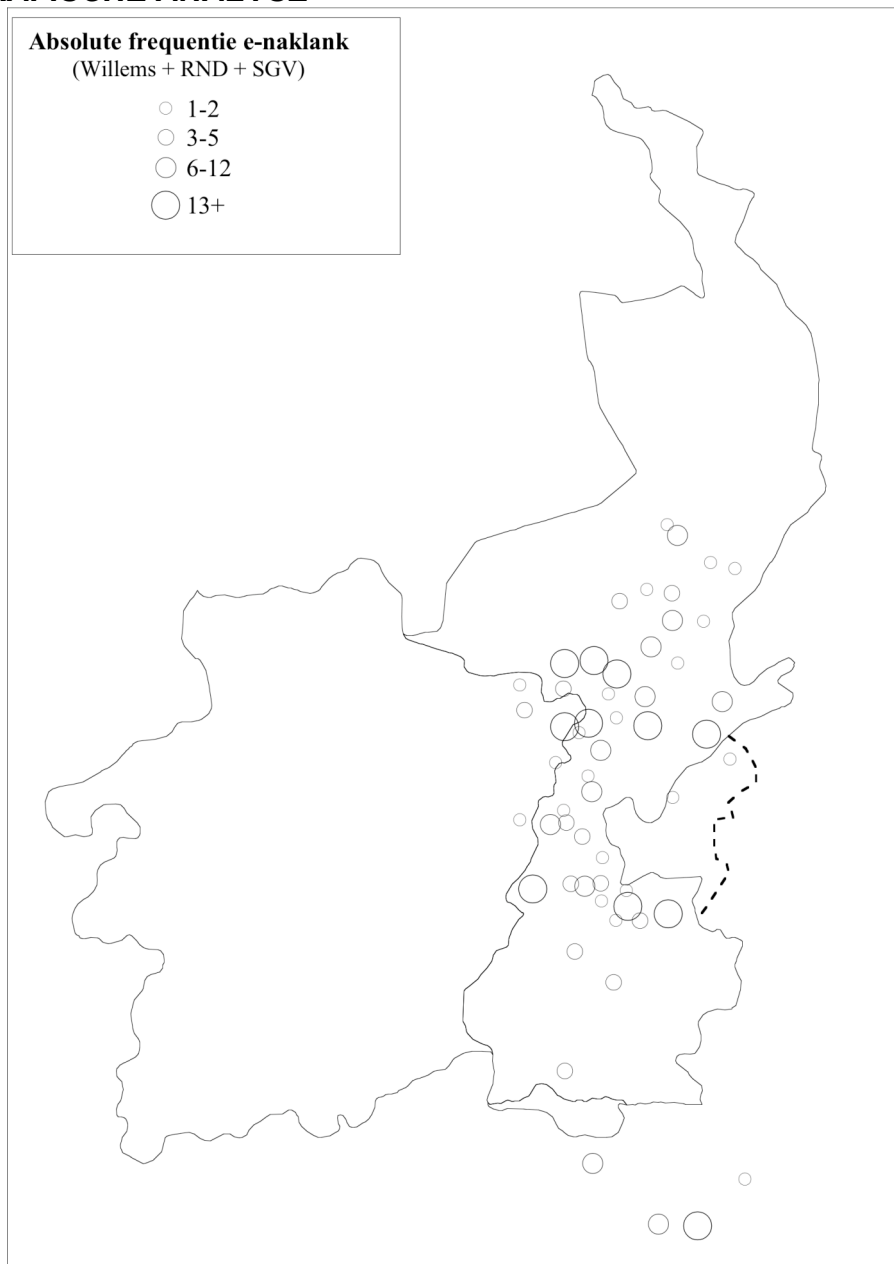 Absolute frequentie e-naklank
(Willems + RND + SGV)
1-2
3-5
6-12
13+